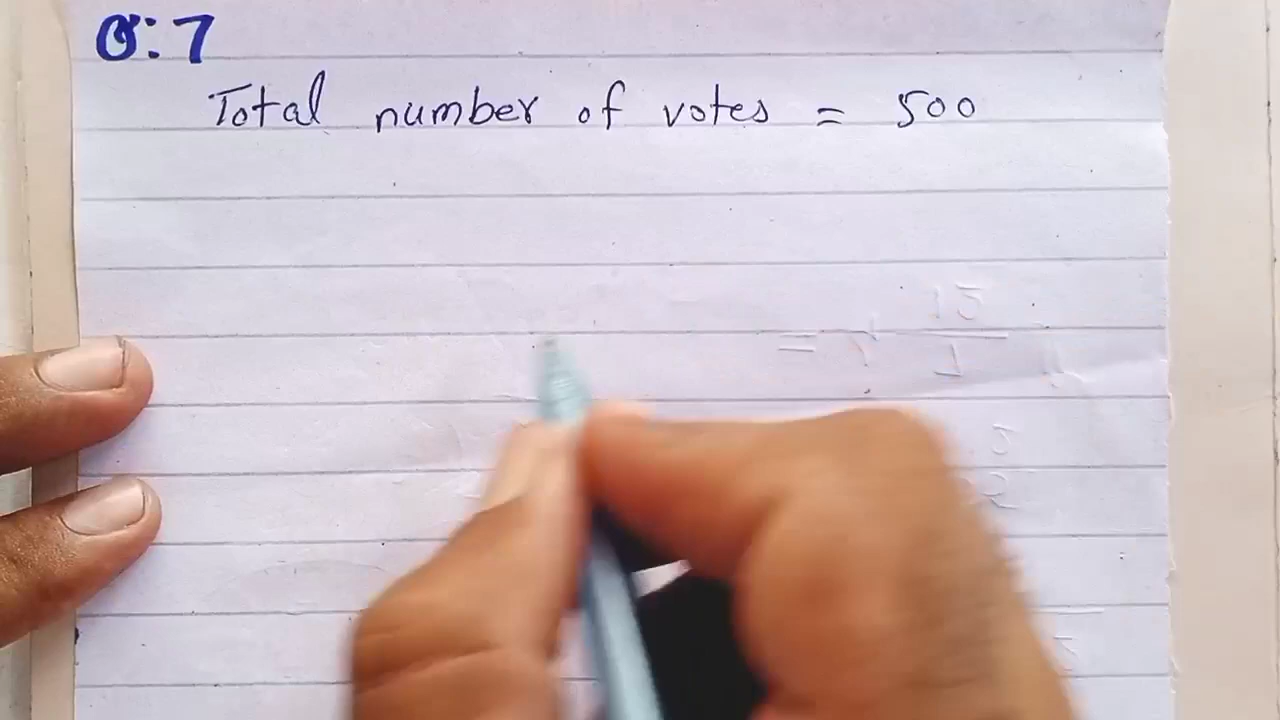 Q:7
Total number of votes = 500